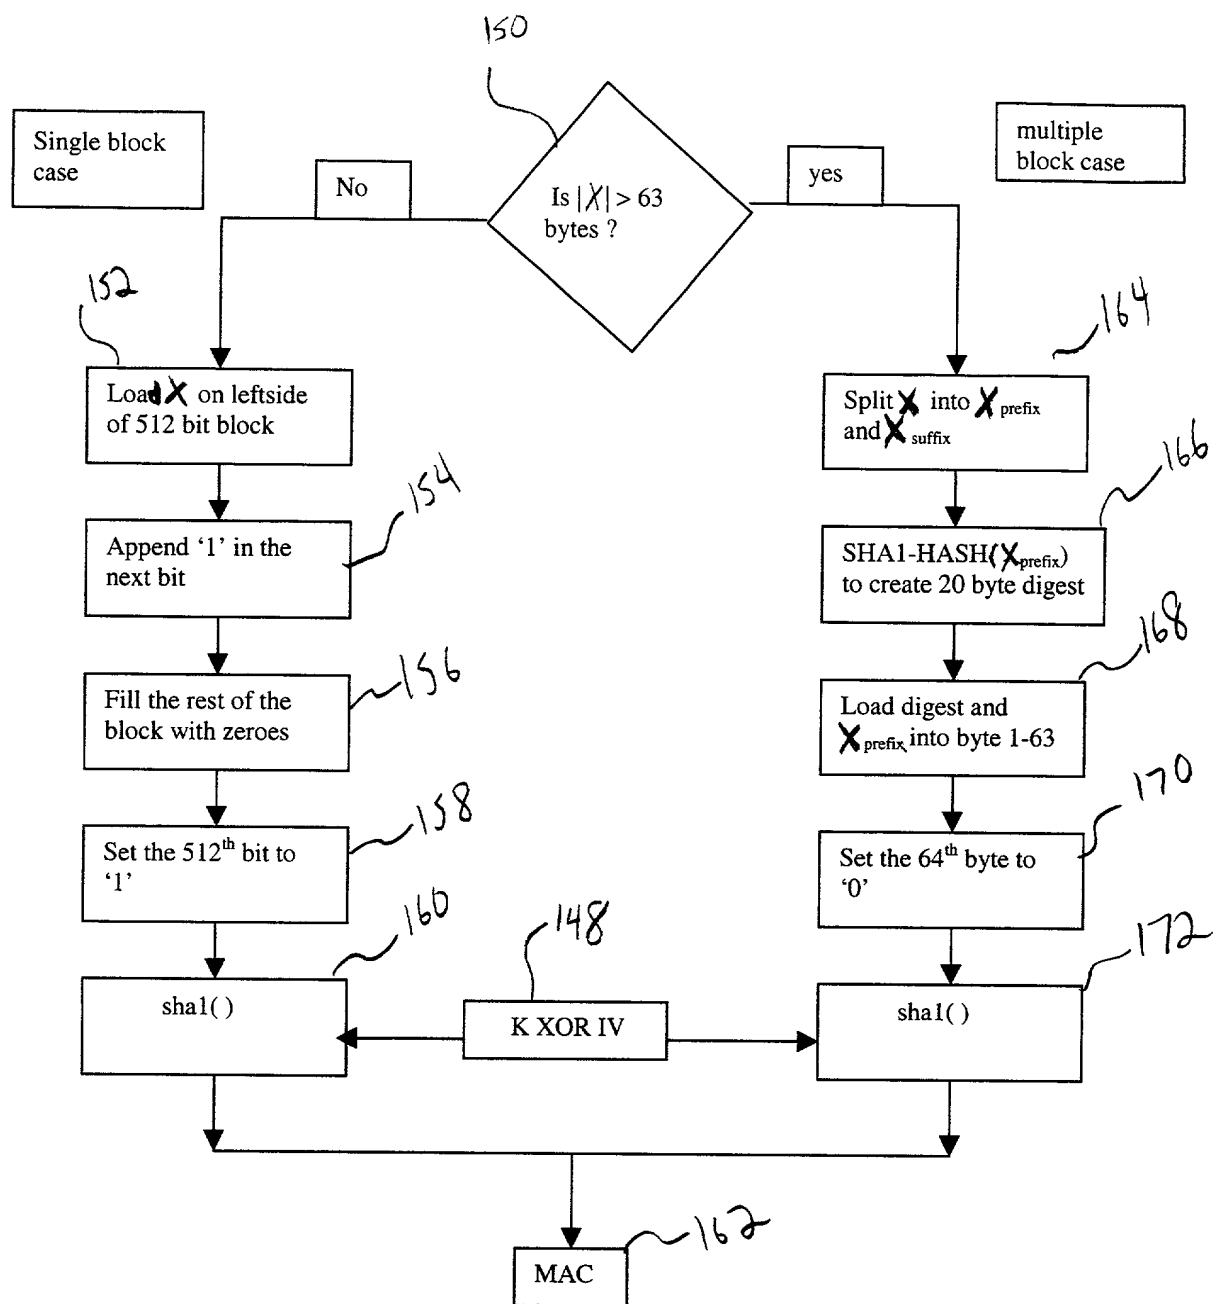 150
Single block
case
No
Is |X| > 63
bytes ?
yes
multiple
block case
152
Load X on leftside
of 512 bit block
164
Split X into X prefix
and X suffix
154
Append ‘1’ in the
next bit
166
SHA1-HASH(X prefix)
to create 20 byte digest
156
Fill the rest of the
block with zeroes
168
Load digest and
X prefix into byte 1-63
158
Set the 512th bit to
‘1’
170
Set the 64th byte to
‘0’
160
sha1( )
148
K XOR IV
172
sha1( )
162
MAC